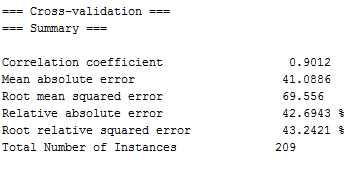 === Cross-validation ===
=== Summary ===
Correlation coefficient 0.9012
Mean absolute error 41.0886
Root mean squared error 69.556
Relative absolute error 42.6943 %
Root relative squared error 43.2421 %
Total Number of Instances 209